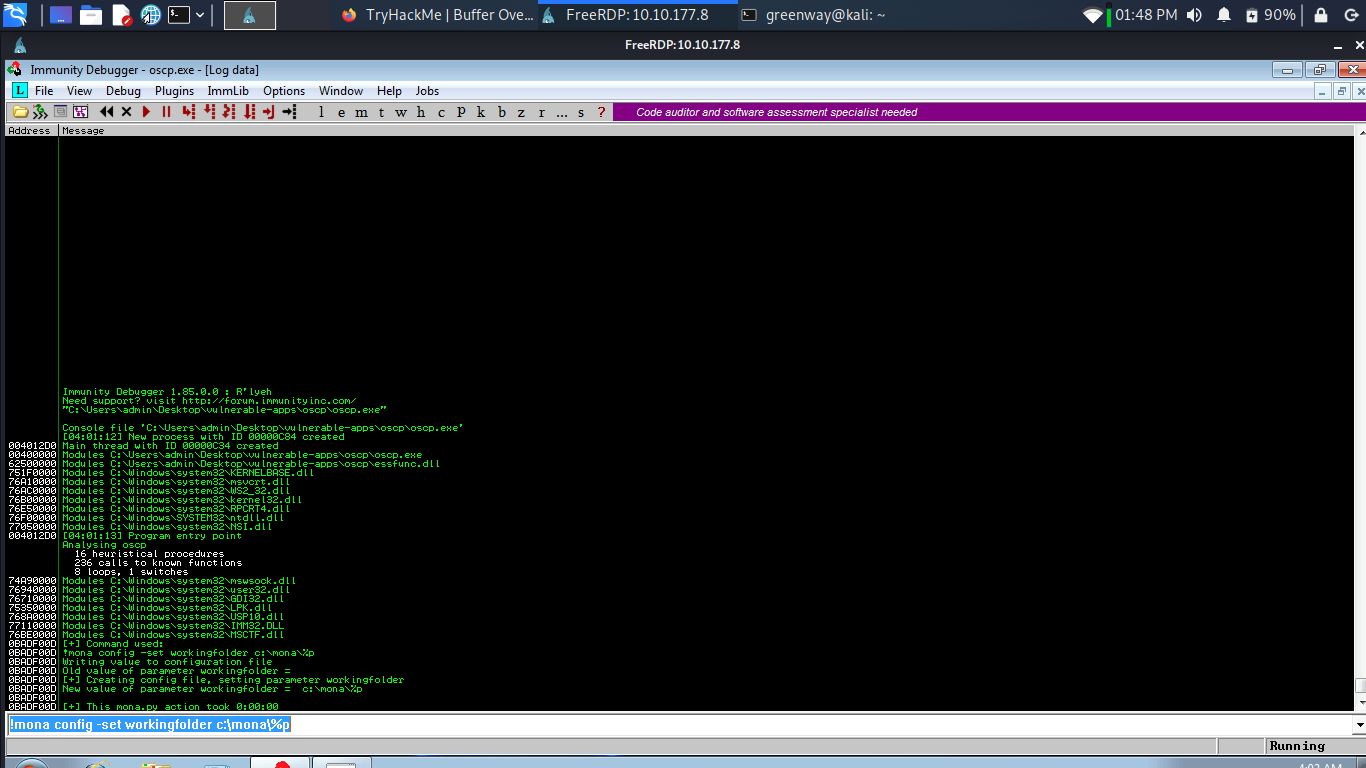 TryHackMe | Buffer Ove...
FreeRDP: 10.10.177.8
greenway@kali: ~
01:48 PM
90%
FreeRDP: 10.10.177.8
Immunity Debugger - oscp.exe - [Log data]
L File View Debug Plugins ImmLib Options Window Help Jobs
l e m t w h c P k b z r ... s ?
Code auditor and software assessment specialist needed
Address Message
Immunity Debugger 1.85.0.0 : R'lyeh
Need support? visit http://forum.immunityinc.com/
"C:\Users\admin\Desktop\vulnerable-apps\oscp\oscp.exe"
Console file 'C:\Users\admin\Desktop\vulnerable-apps\oscp\oscp.exe'
[04:01:12] New process with ID 00000C84 created
004012D0 Main thread with ID 00000C34 created
00400000 Modules C:\Users\admin\Desktop\vulnerable-apps\oscp\oscp.exe
62500000 Modules C:\Users\admin\Desktop\vulnerable-apps\oscp\essfunc.dll
751F0000 Modules C:\Windows\system32\KERNELBASE.dll
76A10000 Modules C:\Windows\system32\msvcrt.dll
76AC0000 Modules C:\Windows\system32\WS2_32.dll
76B00000 Modules C:\Windows\system32\kernel32.dll
76E50000 Modules C:\Windows\system32\RPCRT4.dll
76F00000 Modules C:\Windows\SYSTEM32\ntdll.dll
77050000 Modules C:\Windows\system32\NSI.dll
004012D0 [04:01:13] Program entry point
Analysing oscp
16 heuristical procedures
236 calls to known functions
8 loops, 1 switches
74A90000 Modules C:\Windows\system32\mswsock.dll
76940000 Modules C:\Windows\system32\user32.dll
76710000 Modules C:\Windows\system32\GDI32.dll
75350000 Modules C:\Windows\system32\LPK.dll
768A0000 Modules C:\Windows\system32\USP10.dll
77110000 Modules C:\Windows\system32\IMM32.DLL
76BE0000 Modules C:\Windows\system32\MSCTF.dll
0BADF00D [+] Command used:
0BADF00D !mona config -set workingfolder c:\mona\%p
0BADF00D Writing value to configuration file
0BADF00D Old value of parameter workingfolder =
0BADF00D [+] Creating config file, setting parameter workingfolder
0BADF00D New value of parameter workingfolder = c:\mona\%p
0BADF00D
0BADF00D [+] This mona.py action took 0:00:00
!mona config -set workingfolder c:\mona\%p
Running